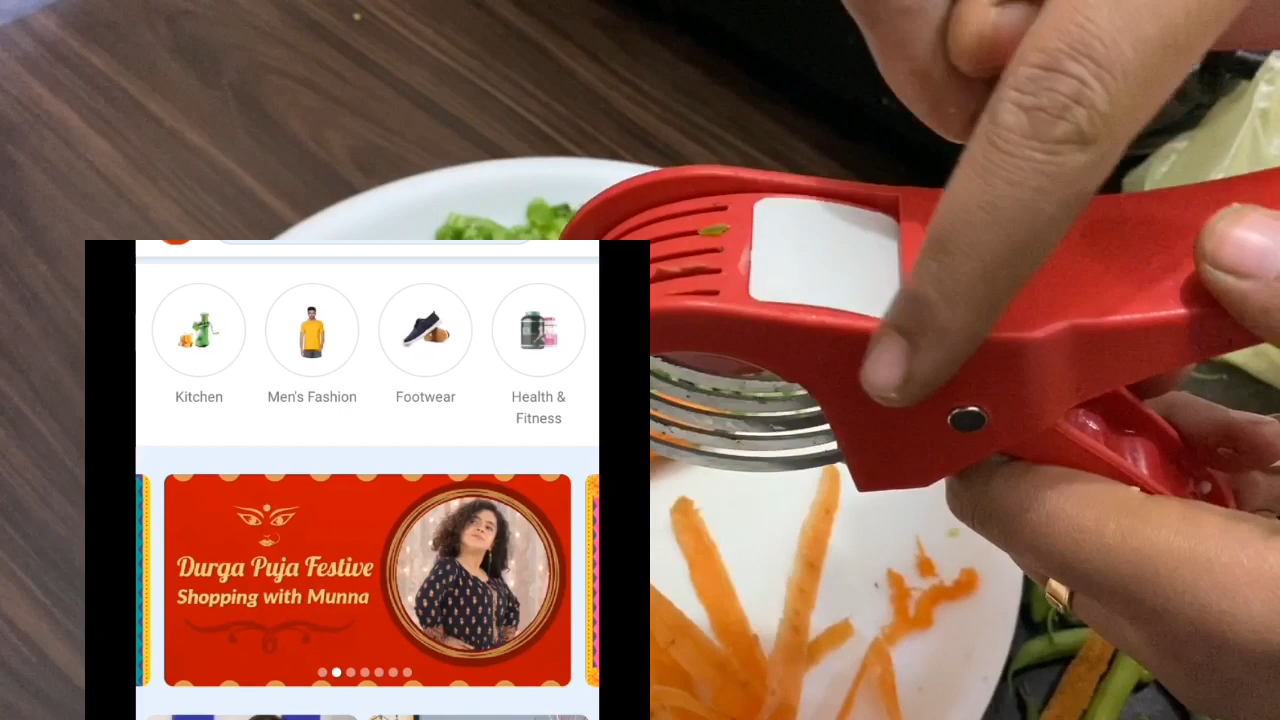 Kitchen
Men's Fashion
Footwear
Health &
Fitness
Durga Puja Festive
Shopping with Munna